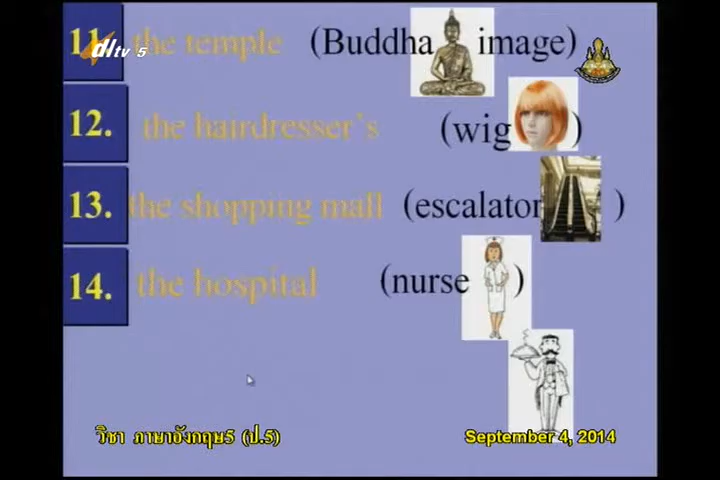 11. the temple (Buddha image)
dltv 5
12. the hairdresser's (wig )
13. the shopping mall (escalator )
14. the hospital (nurse )
วิชา ภาษาอังกฤษ5 (ป.5)
September 4, 2014